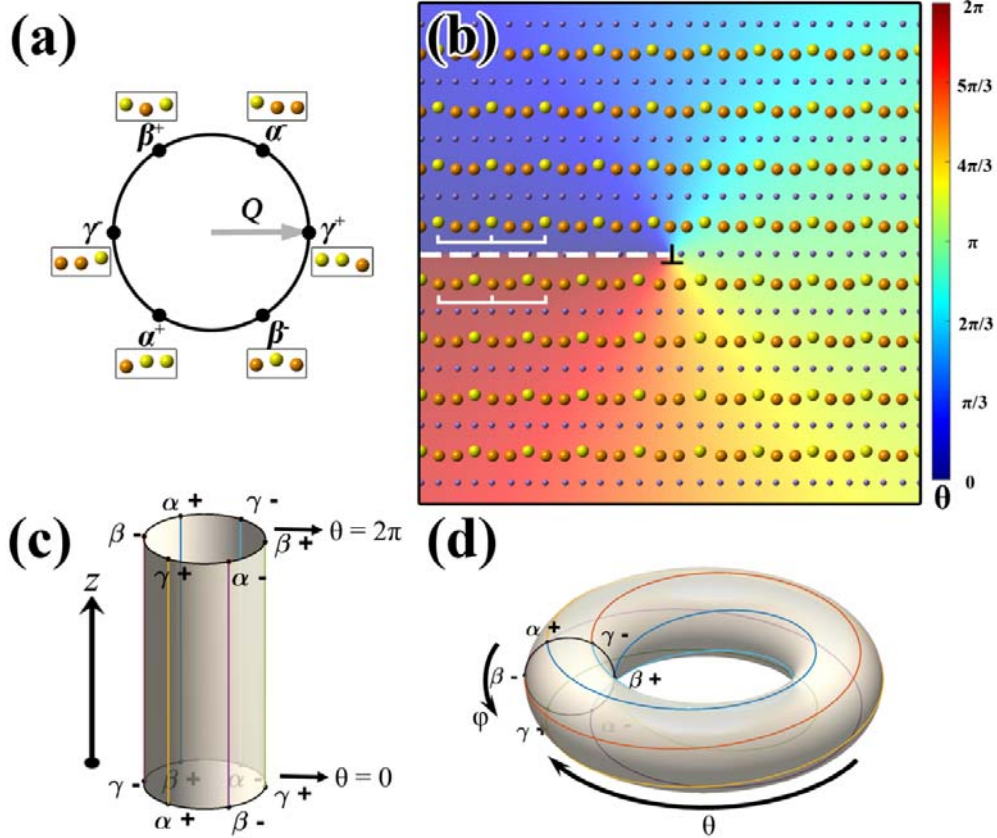 (a)
β⁺
α⁻
Q
γ⁻
γ⁺
α⁺
β⁻
(b)
⊥
2π
5π/3
4π/3
π
2π/3
π/3
0
θ
(c)
α +
γ -
β -
β +
θ = 2π
γ +
α -
z
β +
α -
γ -
γ +
θ = 0
α +
β -
(d)
α +
γ -
β -
β +
φ
γ +
α -
θ